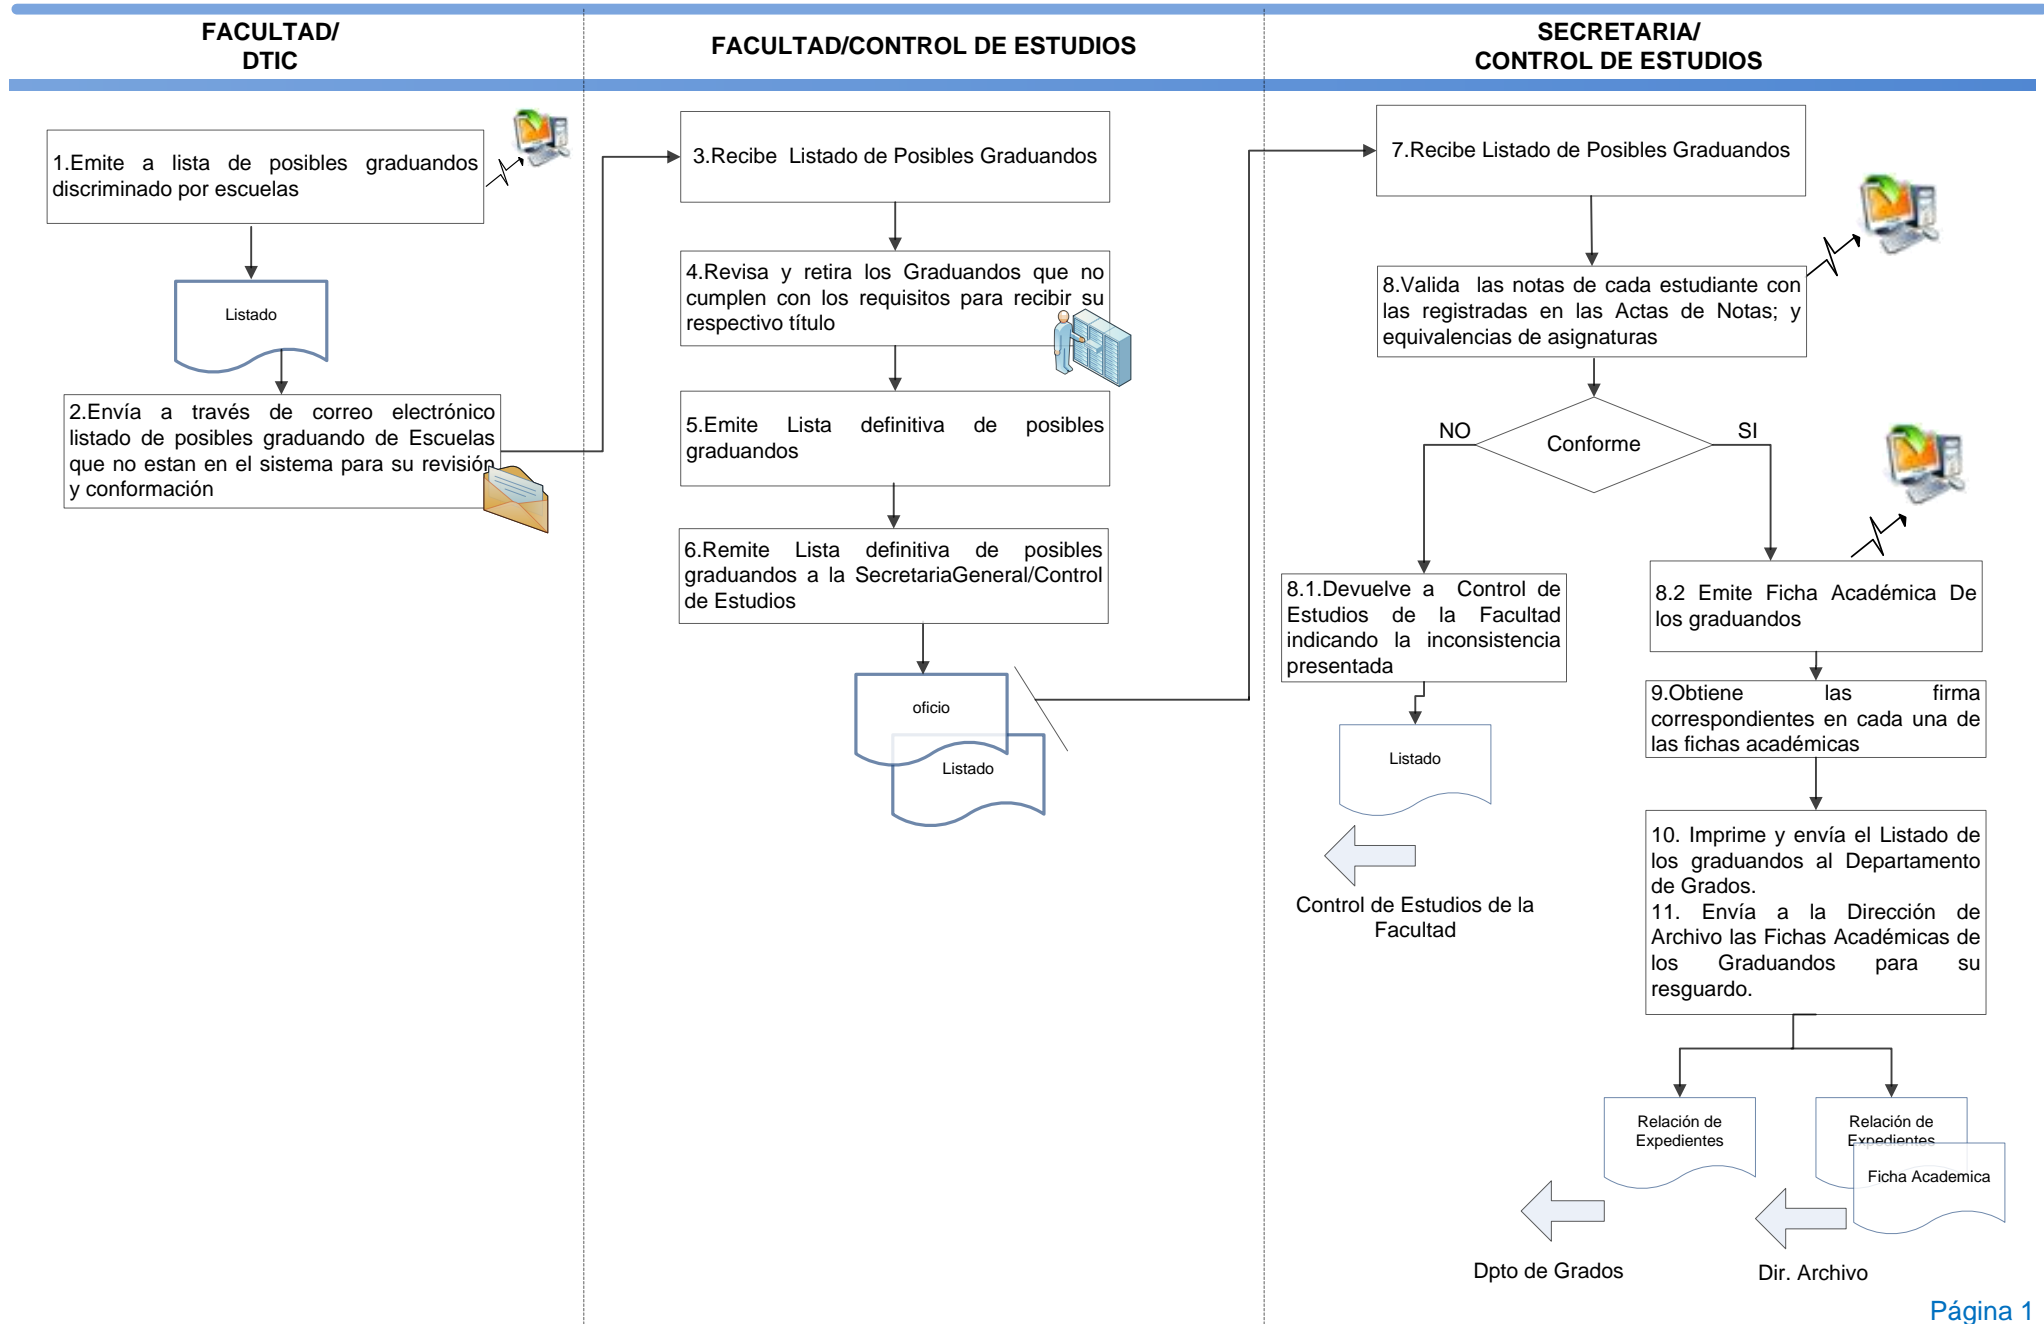 FACULTAD/
DTIC
FACULTAD/CONTROL DE ESTUDIOS
SECRETARIA/
CONTROL DE ESTUDIOS
1.Emite a lista de posibles graduandos
discriminado por escuelas
Listado
2.Envía a través de correo electrónico
listado de posibles graduando de Escuelas
que no estan en el sistema para su revisión
y conformación
3.Recibe Listado de Posibles Graduandos
4.Revisa y retira los Graduandos que no
cumplen con los requisitos para recibir su
respectivo título
5.Emite Lista definitiva de posibles
graduandos
6.Remite Lista definitiva de posibles
graduandos a la SecretariaGeneral/Control
de Estudios
oficio
Listado
7.Recibe Listado de Posibles Graduandos
8.Valida las notas de cada estudiante con
las registradas en las Actas de Notas; y
equivalencias de asignaturas
NO
Conforme
SI
8.1.Devuelve a Control de
Estudios de la Facultad
indicando la inconsistencia
presentada
Listado
Control de Estudios de la
Facultad
8.2 Emite Ficha Académica De
los graduandos
9.Obtiene las firma
correspondientes en cada una de
las fichas académicas
10. Imprime y envía el Listado de
los graduandos al Departamento
de Grados.
11. Envía a la Dirección de
Archivo las Fichas Académicas de
los Graduandos para su
resguardo.
Relación de
Expedientes
Dpto de Grados
Relación de
Expedientes
Ficha Academica
Dir. Archivo
Página 1